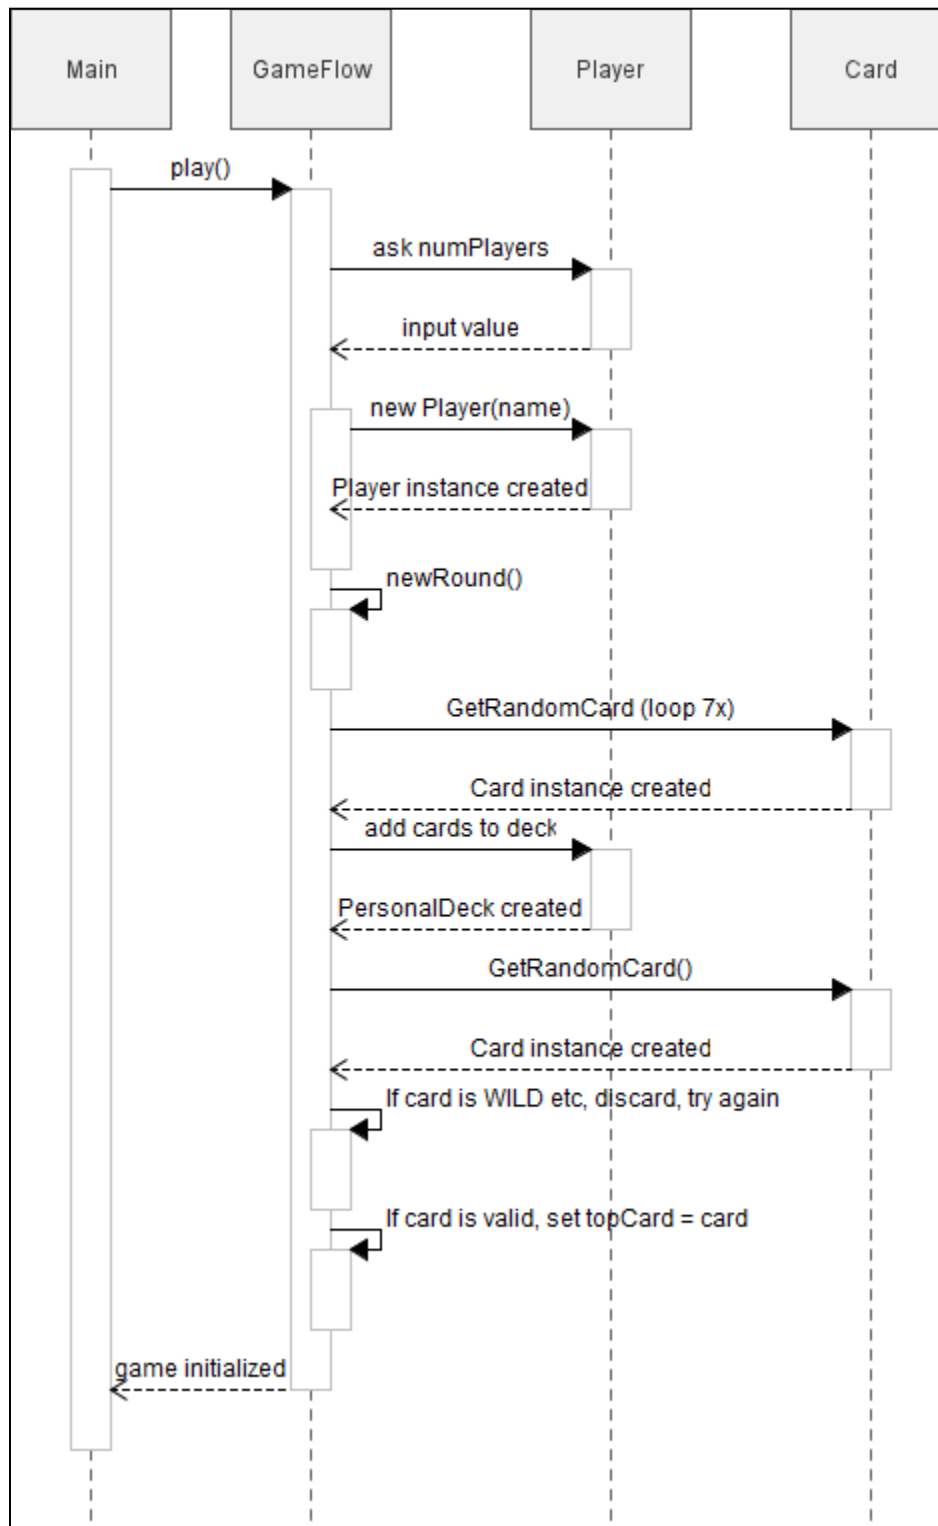 Main
GameFlow
Player
Card
play()
ask numPlayers
input value
new Player(name)
Player instance created
newRound()
GetRandomCard (loop 7x)
Card instance created
add cards to deck
PersonalDeck created
GetRandomCard()
Card instance created
If card is WILD etc, discard, try again
If card is valid, set topCard = card
game initialized